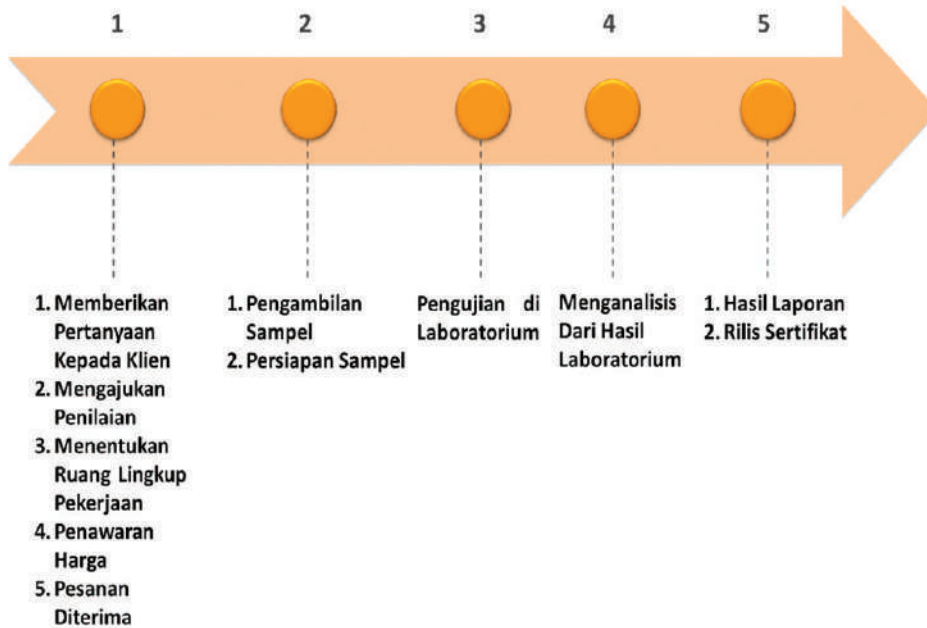 1
2
3
4
5
1. Memberikan
Pertanyaan
Kepada Klien
2. Mengajukan
Penilaian
3. Menentukan
Ruang Lingkup
Pekerjaan
4. Penawaran
Harga
5. Pesanan
Diterima
1. Pengambilan
Sampel
2. Persiapan Sampel
Pengujian di
Laboratorium
Menganalisis
Dari Hasil
Laboratorium
1. Hasil Laporan
2. Rilis Sertifikat